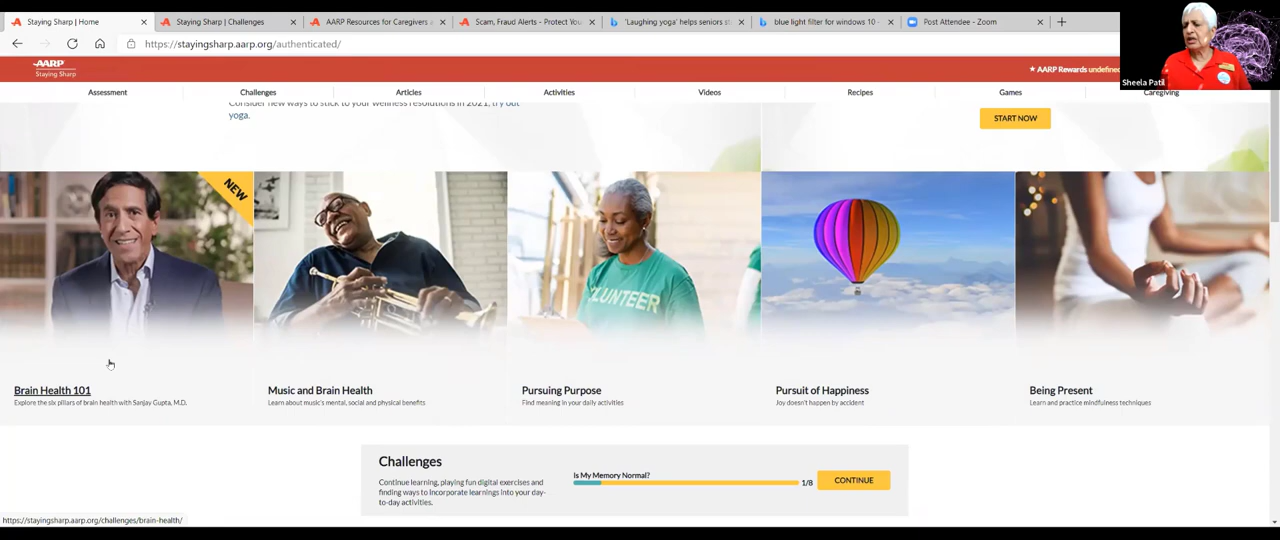 Staying Sharp | Home
Staying Sharp | Challenges
AARP Resources for Caregivers a
Scam, Fraud Alerts - Protect You
'Laughing yoga' helps seniors st
blue light filter for windows 10 -
Post Attendee - Zoom
https://stayingsharp.aarp.org/authenticated/
Sheela Patil
AARP
Staying Sharp
★ AARP Rewards undefined
Assessment
Challenges
Articles
Activities
Videos
Recipes
Games
Caregiving
Consider new ways to stick to your wellness resolutions in 2021, try out
yoga.
START NOW
NEW
VOLUNTEER
Brain Health 101
Explore the six pillars of brain health with Sanjay Gupta, M.D.
Music and Brain Health
Learn about music's mental, social and physical benefits
Pursuing Purpose
Find meaning in your daily activities
Pursuit of Happiness
Joy doesn't happen by accident
Being Present
Learn and practice mindfulness techniques
Challenges
Continue learning, playing fun digital exercises and
finding ways to incorporate learnings into your day-
to-day activities.
Is My Memory Normal?
1/8
CONTINUE
https://stayingsharp.aarp.org/challenges/brain-health/